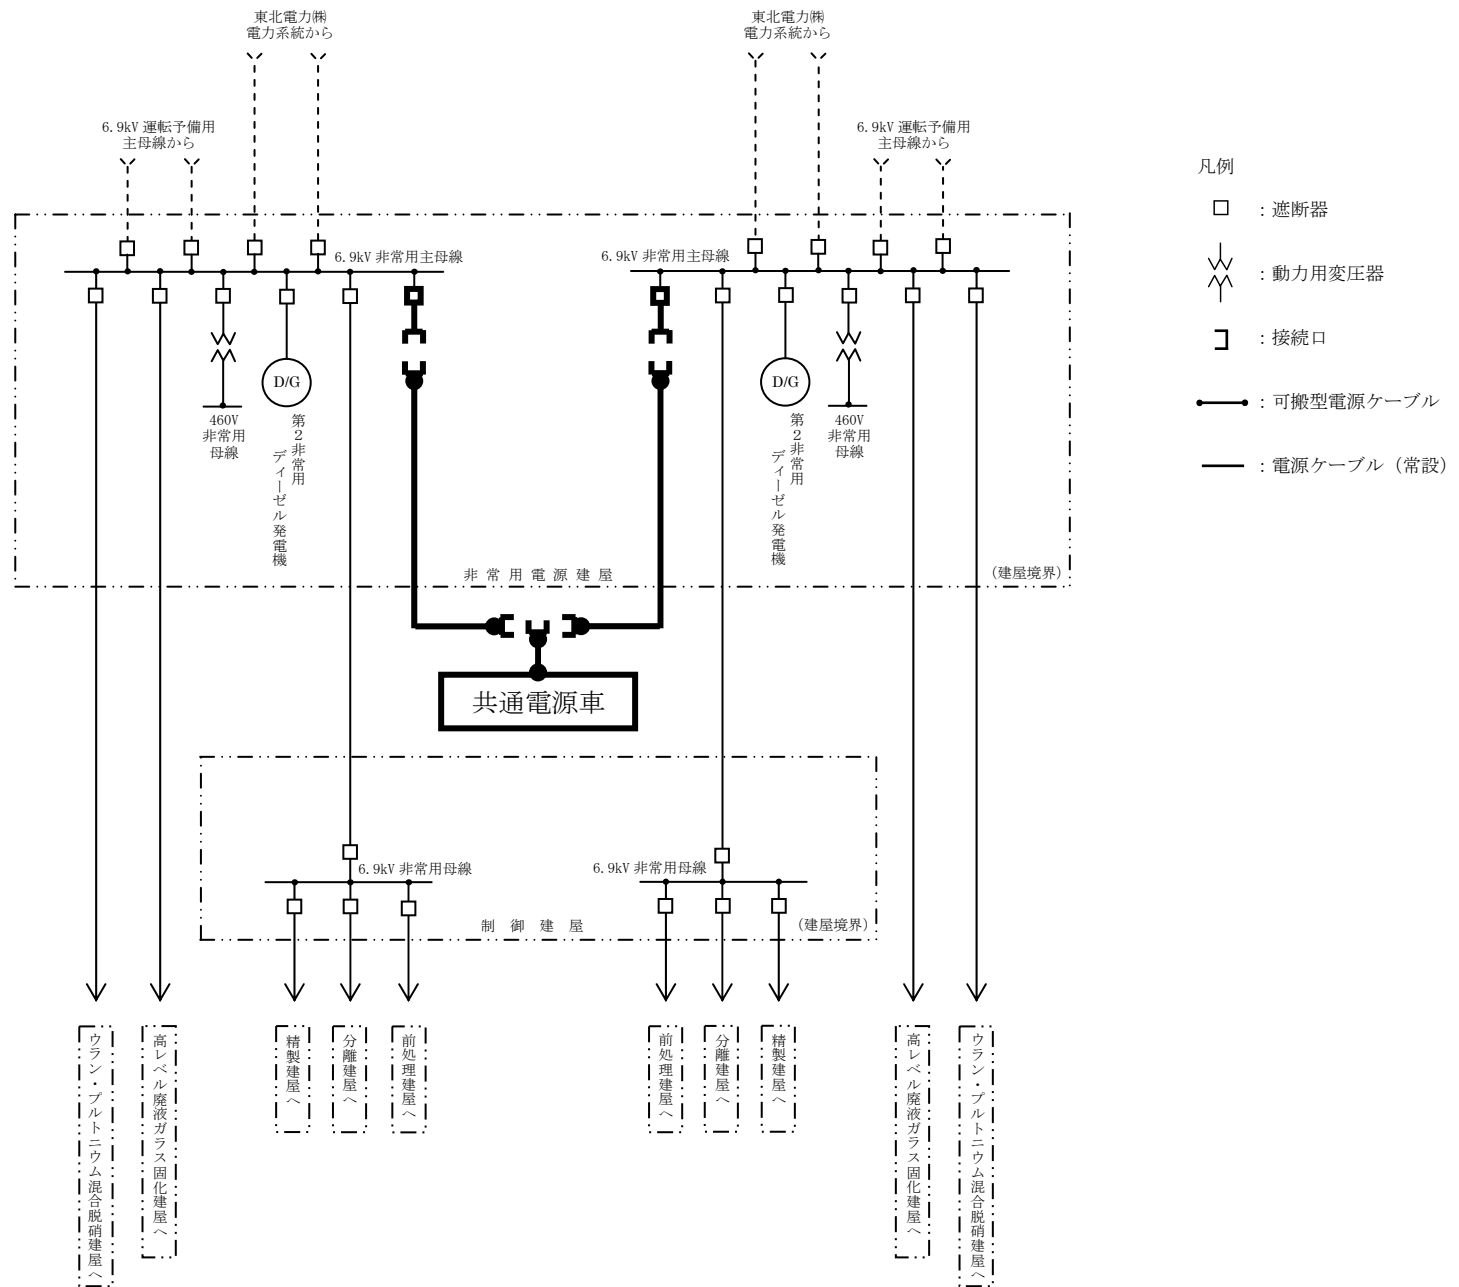 東北電力㈱
電力系統から
東北電力㈱
電力系統から
6.9kV 運転予備用
主母線から
6.9kV 運転予備用
主母線から
6.9kV 非常用主母線
6.9kV 非常用主母線
D/G
D/G
460V
非常用
母線
第2非常用
ディーゼル発電機
第2非常用
ディーゼル発電機
460V
非常用
母線
非常用電源建屋
(建屋境界)
共通電源車
6.9kV 非常用母線
6.9kV 非常用母線
制御建屋
(建屋境界)
ウラン・プルトニウム混合脱硝建屋へ
高レベル廃液ガラス固化建屋へ
精製建屋へ
分離建屋へ
前処理建屋へ
前処理建屋へ
分離建屋へ
精製建屋へ
高レベル廃液ガラス固化建屋へ
ウラン・プルトニウム混合脱硝建屋へ
凡例
：遮断器
：動力用変圧器
：接続口
：可搬型電源ケーブル
：電源ケーブル（常設）